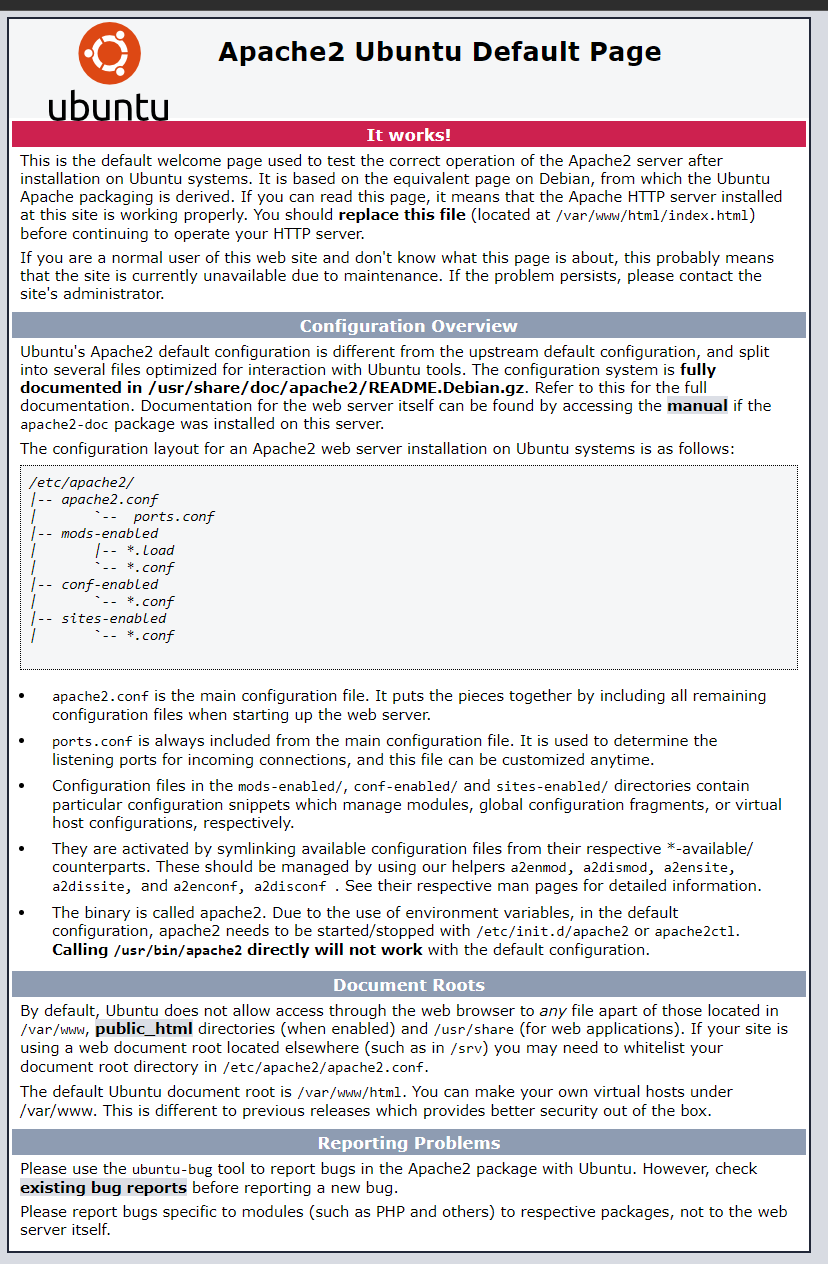 ubuntu
Apache2 Ubuntu Default Page
It works!
This is the default welcome page used to test the correct operation of the Apache2 server after
installation on Ubuntu systems. It is based on the equivalent page on Debian, from which the Ubuntu
Apache packaging is derived. If you can read this page, it means that the Apache HTTP server installed
at this site is working properly. You should replace this file (located at /var/www/html/index.html)
before continuing to operate your HTTP server.
If you are a normal user of this web site and don't know what this page is about, this probably means
that the site is currently unavailable due to maintenance. If the problem persists, please contact the
site's administrator.
Configuration Overview
Ubuntu's Apache2 default configuration is different from the upstream default configuration, and split
into several files optimized for interaction with Ubuntu tools. The configuration system is fully
documented in /usr/share/doc/apache2/README.Debian.gz. Refer to this for the full
documentation. Documentation for the web server itself can be found by accessing the manual if the
apache2-doc package was installed on this server.
The configuration layout for an Apache2 web server installation on Ubuntu systems is as follows:
/etc/apache2/
|-- apache2.conf
|       `--  ports.conf
|-- mods-enabled
|       |-- *.load
|       `-- *.conf
|-- conf-enabled
|       `-- *.conf
|-- sites-enabled
|       `-- *.conf
• apache2.conf is the main configuration file. It puts the pieces together by including all remaining
configuration files when starting up the web server.
• ports.conf is always included from the main configuration file. It is used to determine the
listening ports for incoming connections, and this file can be customized anytime.
• Configuration files in the mods-enabled/, conf-enabled/ and sites-enabled/ directories contain
particular configuration snippets which manage modules, global configuration fragments, or virtual
host configurations, respectively.
• They are activated by symlinking available configuration files from their respective *-available/
counterparts. These should be managed by using our helpers a2enmod, a2dismod, a2ensite,
a2dissite, and a2enconf, a2disconf . See their respective man pages for detailed information.
• The binary is called apache2. Due to the use of environment variables, in the default
configuration, apache2 needs to be started/stopped with /etc/init.d/apache2 or apache2ctl.
Calling /usr/bin/apache2 directly will not work with the default configuration.
Document Roots
By default, Ubuntu does not allow access through the web browser to any file apart of those located in
/var/www, public_html directories (when enabled) and /usr/share (for web applications). If your site is
using a web document root located elsewhere (such as in /srv) you may need to whitelist your
document root directory in /etc/apache2/apache2.conf.
The default Ubuntu document root is /var/www/html. You can make your own virtual hosts under
/var/www. This is different to previous releases which provides better security out of the box.
Reporting Problems
Please use the ubuntu-bug tool to report bugs in the Apache2 package with Ubuntu. However, check
existing bug reports before reporting a new bug.
Please report bugs specific to modules (such as PHP and others) to respective packages, not to the web
server itself.